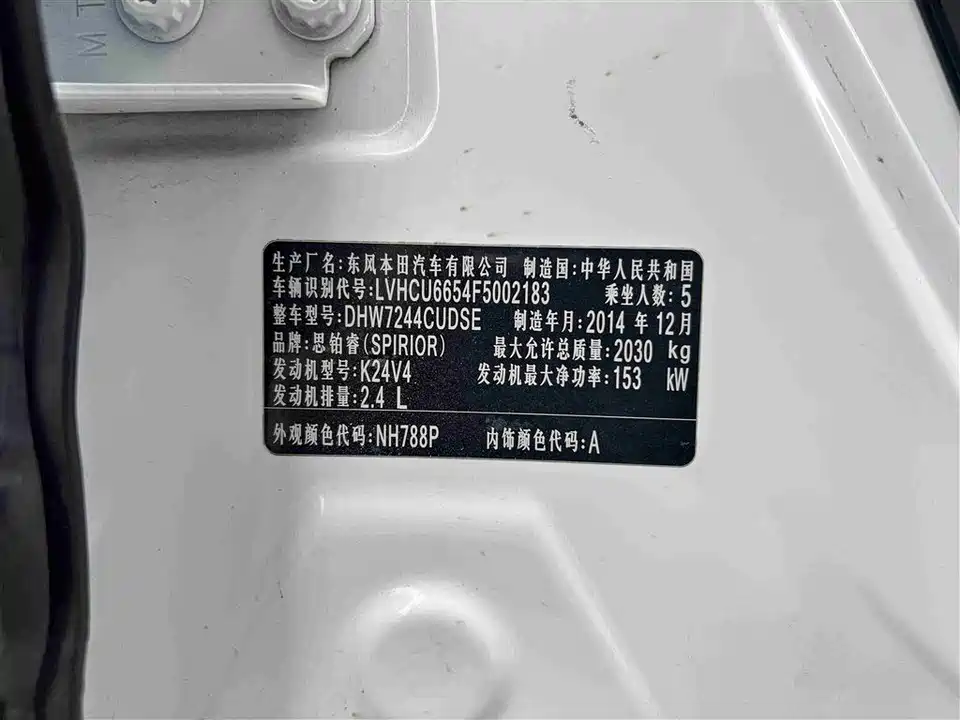 M T
生产厂名:东风本田汽车有限公司 制造国:中华人民共和国
车辆识别代号:LVHCU6654F5002183 乘坐人数:5
整车型号:DHW7244CUDSE 制造年月:2014 年 12月
品牌:思铂睿(SPIRIOR) 最大允许总质量:2030 kg
发动机型号:K24V4 发动机最大净功率:153 kW
发动机排量:2.4 L
外观颜色代码:NH788P 内饰颜色代码:A